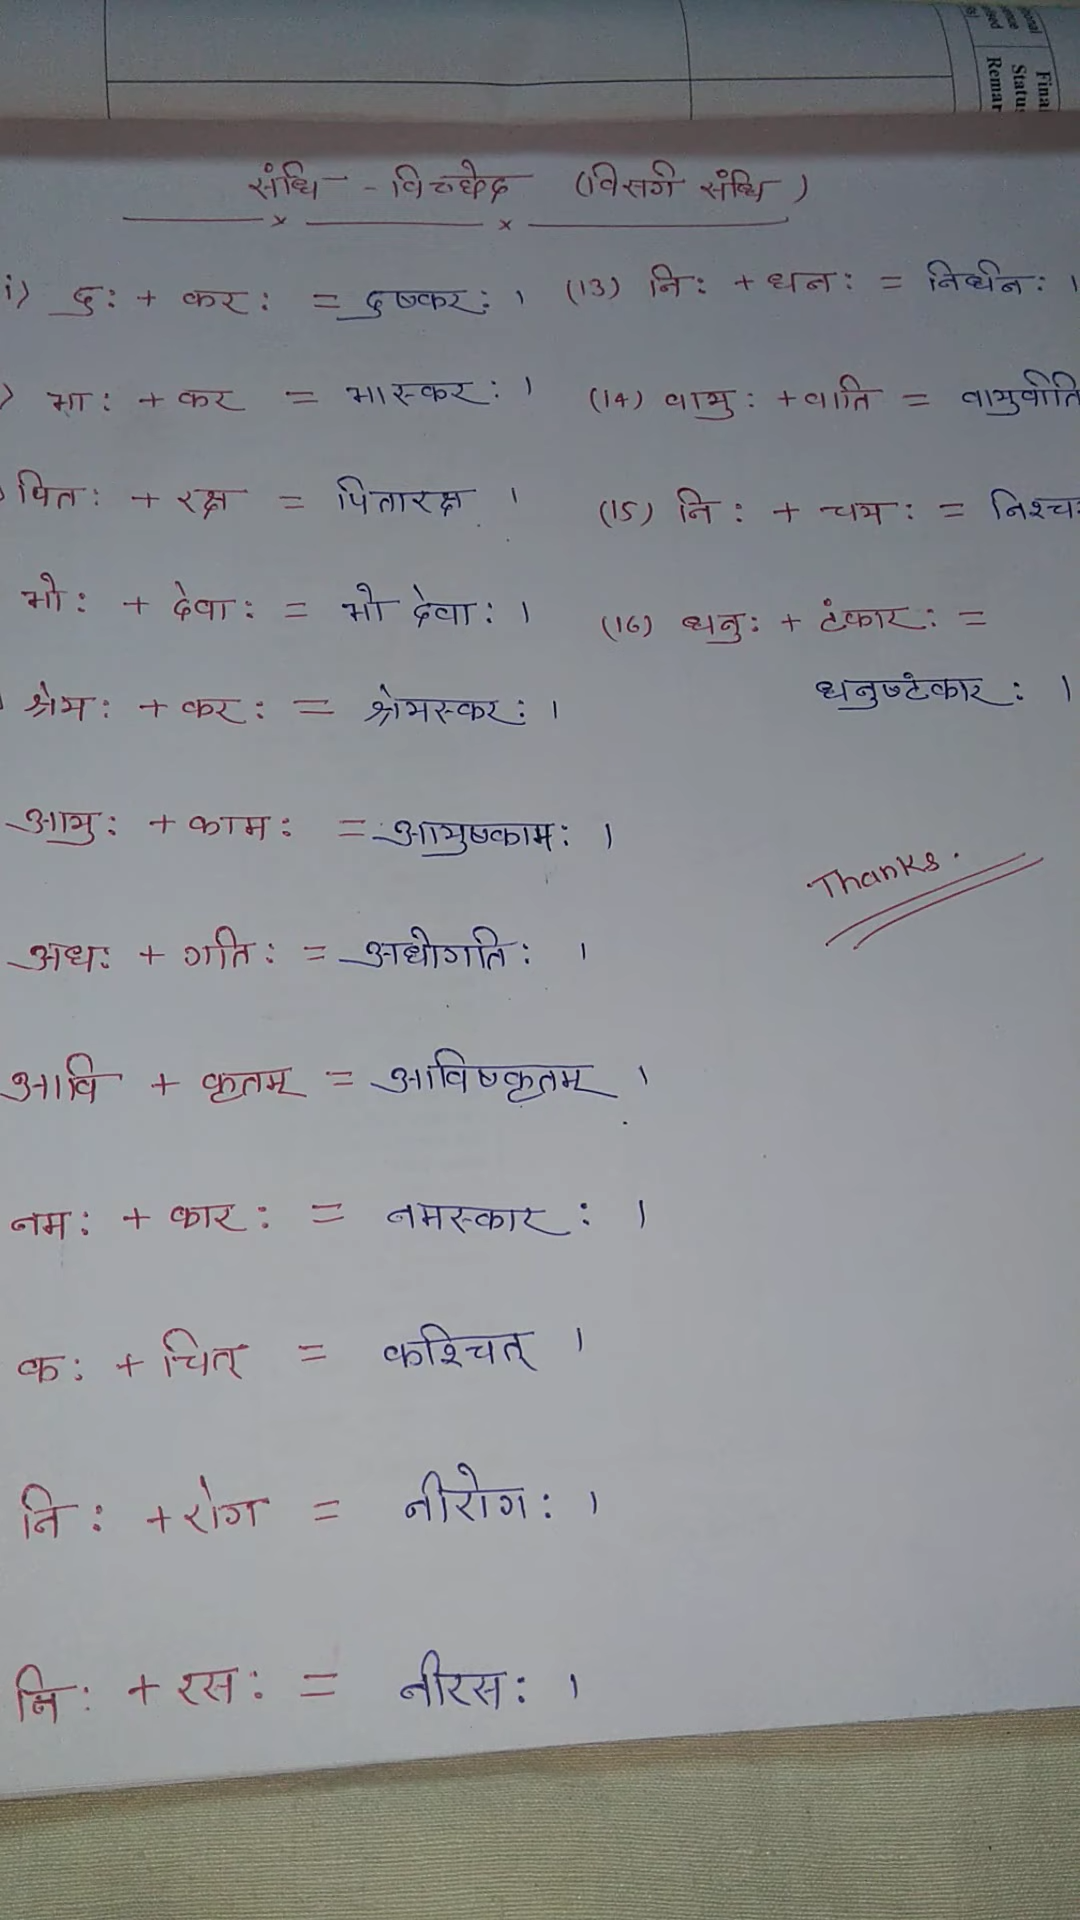 Final
Status
Remar
संधि - विच्छेद (विसर्ग संधि)
i) दुः + करः = दुष्करः ।
) भाः + कर = भास्करः ।
पितः + रक्ष = पितारक्ष ।
भोः + देवाः = भो देवाः ।
श्रेयः + करः = श्रेयस्करः ।
आयुः + कामः = आयुष्कामः ।
अधः + गतिः = अधोगतिः ।
आवि + कृतम् = आविष्कृतम् ।
नमः + कारः = नमस्कारः ।
कः + चित् = कश्चित् ।
निः + रोग = नीरोगः ।
निः + रसः = नीरसः ।
(13) निः + धनः = निर्धनः ।
(14) वायुः + वाति = वायुर्वाति
(15) निः + चयः = निश्च
(16) धनुः + टंकारः =
धनुष्टंकारः ।
Thanks.